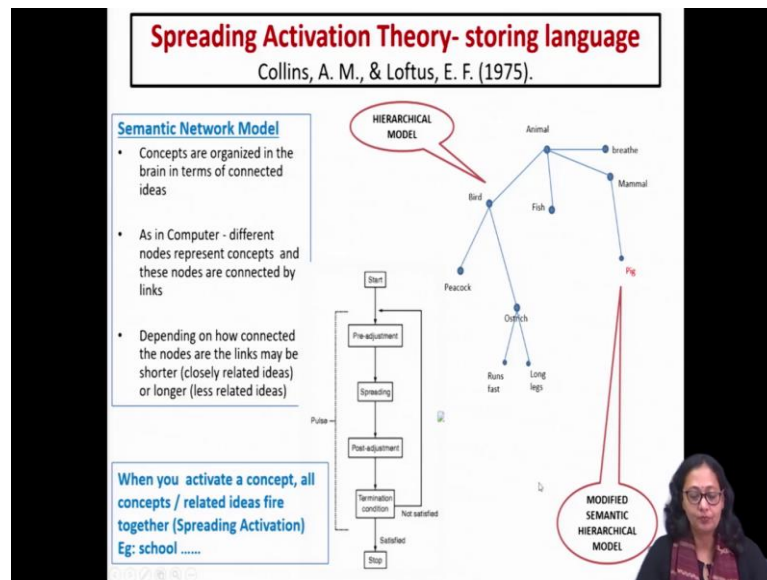 Spreading Activation Theory- storing language
Collins, A. M., & Loftus, E. F. (1975).
Semantic Network Model
• Concepts are organized in the
brain in terms of connected
ideas
• As in Computer - different
nodes represent concepts and
these nodes are connected by
links
• Depending on how connected
the nodes are the links may be
shorter (closely related ideas)
or longer (less related ideas)
When you activate a concept, all
concepts / related ideas fire
together (Spreading Activation)
Eg: school ......
Start
Pre-adjustment
Spreading
Pulse
Post-adjustment
Termination
condition
Not satisfied
Satisfied
Stop
HIERARCHICAL
MODEL
Animal
breathe
Mammal
Bird
Fish
Pig
Peacock
Ostrich
Runs
fast
Long
legs
MODIFIED
SEMANTIC
HIERARCHICAL
MODEL